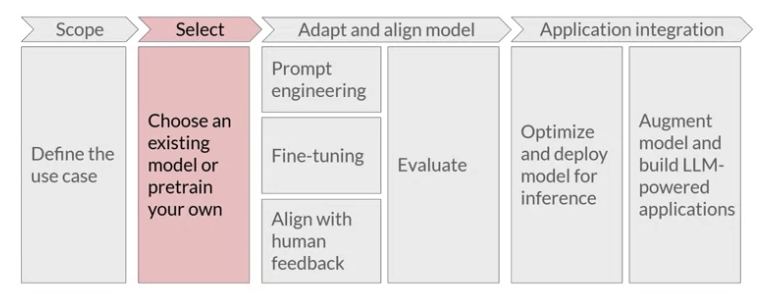 Scope
Select
Adapt and align model
Application integration
Define the
use case
Choose an
existing
model or
pretrain
your own
Prompt
engineering
Fine-tuning
Align with
human
feedback
Evaluate
Optimize
and deploy
model for
inference
Augment
model and
build LLM-
powered
applications